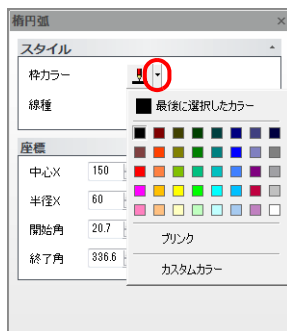 楕円弧
スタイル
枠カラー
線種
最後に選択したカラー
座標
中心X 150
半径X 60
開始角 20.7
終了角 336.6
ブリンク
カスタムカラー